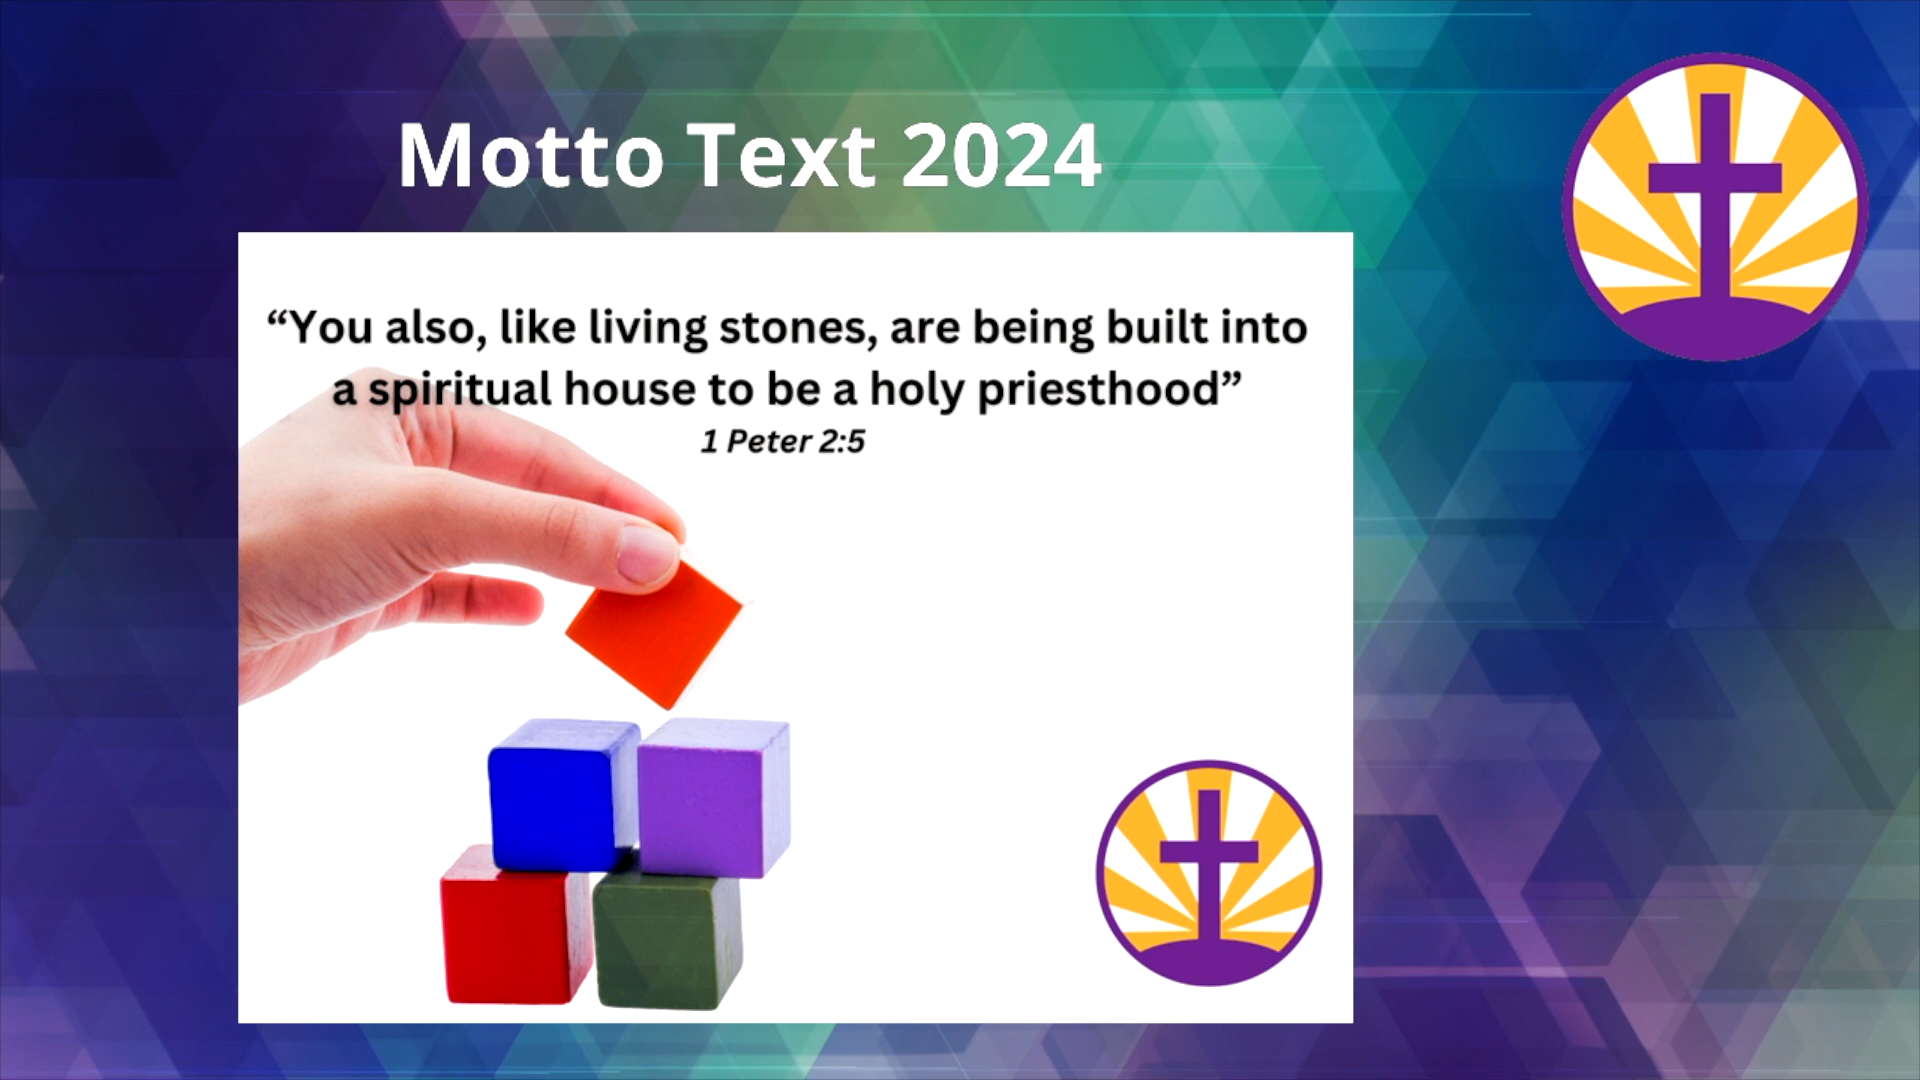 Motto Text 2024
“You also, like living stones, are being built into
a spiritual house to be a holy priesthood”
1 Peter 2:5